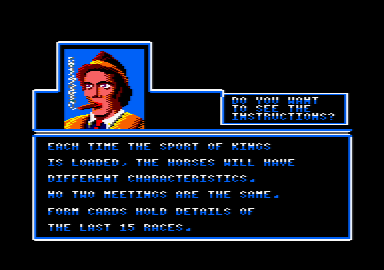 DO YOU WANT
TO SEE THE
INSTRUCTIONS?
EACH TIME THE SPORT OF KINGS
IS LOADED, THE HORSES WILL HAVE
DIFFERENT CHARACTERISTICS.
NO TWO MEETINGS ARE THE SAME.
FORM CARDS HOLD DETAILS OF
THE LAST 15 RACES.